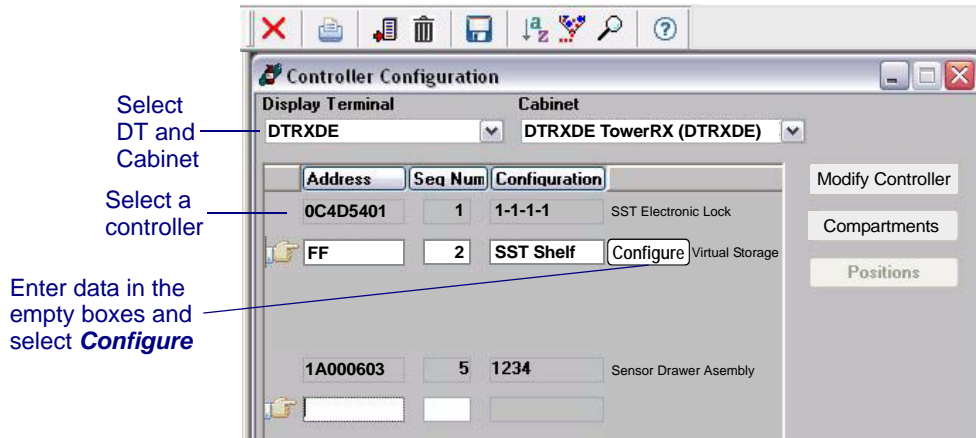 Controller Configuration
Select
DT and
Cabinet
Display Terminal Cabinet
DTRXDE DTRXDE TowerRX (DTRXDE)
Address Seq Num Configuration
Modify Controller
Select a
controller
0C4D5401 1 1-1-1-1 SST Electronic Lock
Compartments
FF 2 SST Shelf Configure Virtual Storage
Positions
Enter data in the
empty boxes and
select Configure
1A000603 5 1234 Sensor Drawer Asembly